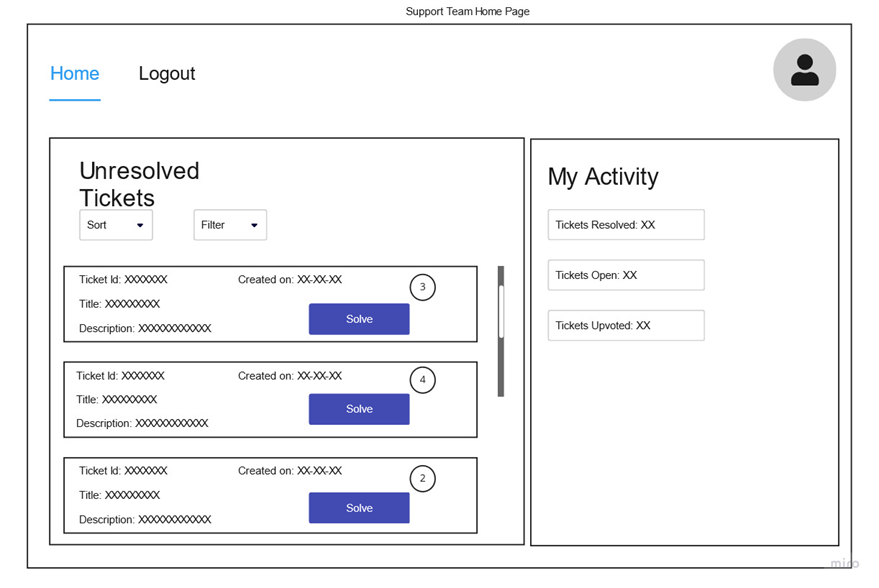 Support Team Home Page
Home
Logout
Unresolved
Tickets
Sort
Filter
Ticket Id: XXXXXXX
Created on: XX-XX-XX
3
Title: XXXXXXXXX
Solve
Description: XXXXXXXXXXXX
Ticket Id: XXXXXXX
Created on: XX-XX-XX
4
Title: XXXXXXXXX
Solve
Description: XXXXXXXXXXXX
Ticket Id: XXXXXXX
Created on: XX-XX-XX
2
Title: XXXXXXXXX
Solve
Description: XXXXXXXXXXXX
My Activity
Tickets Resolved: XX
Tickets Open: XX
Tickets Upvoted: XX
miro